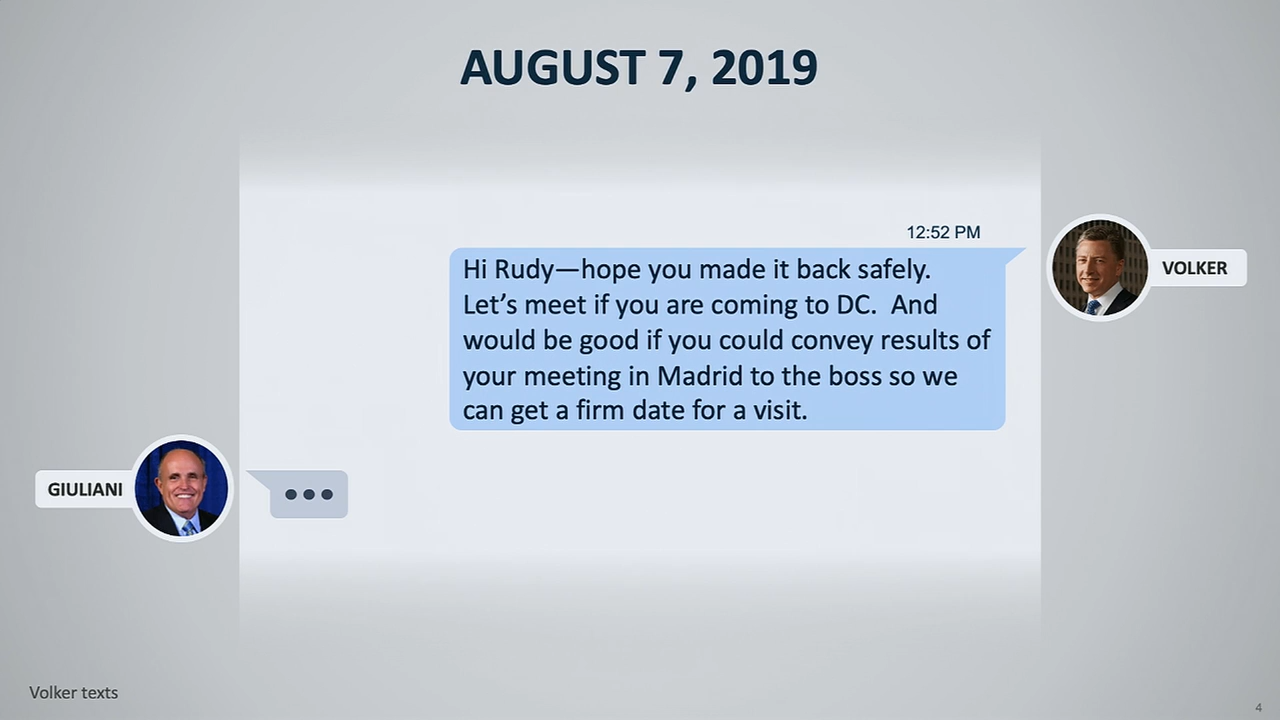 AUGUST 7, 2019
12:52 PM
VOLKER
Hi Rudy—hope you made it back safely.
Let’s meet if you are coming to DC.  And
would be good if you could convey results of
your meeting in Madrid to the boss so we
can get a firm date for a visit.
GIULIANI
Volker texts
4